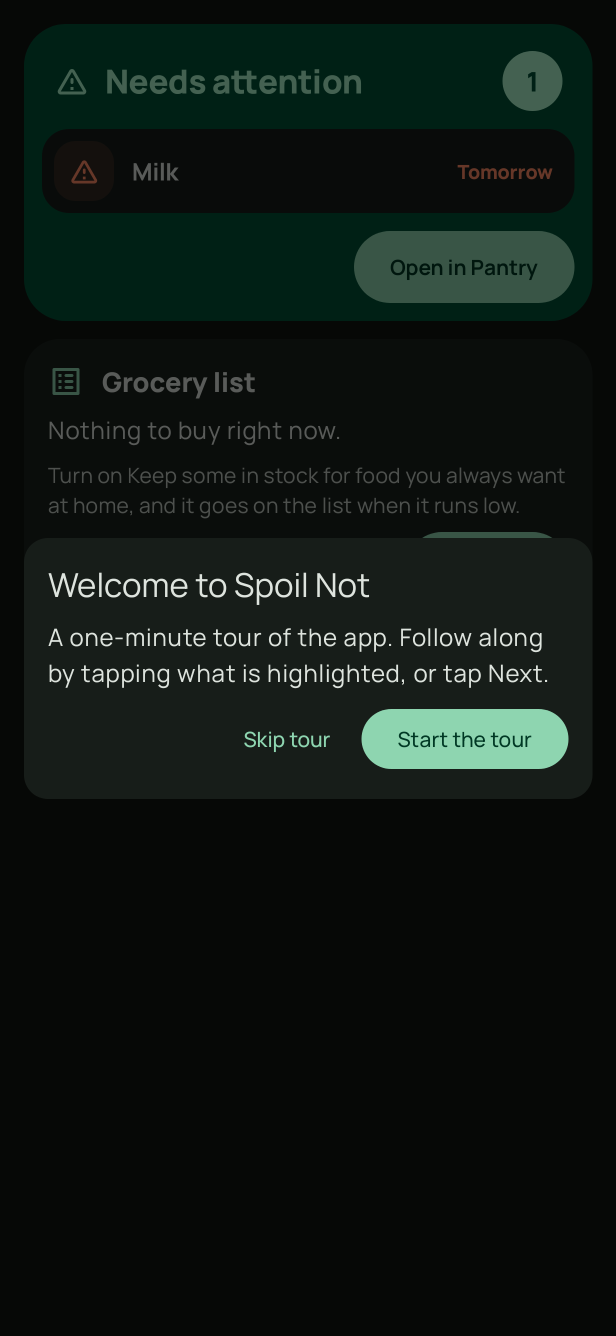 Needs attention
1
Milk
Tomorrow
Open in Pantry
Grocery list
Nothing to buy right now.
Turn on Keep some in stock for food you always want
at home, and it goes on the list when it runs low.
Welcome to Spoil Not
A one-minute tour of the app. Follow along
by tapping what is highlighted, or tap Next.
Skip tour
Start the tour